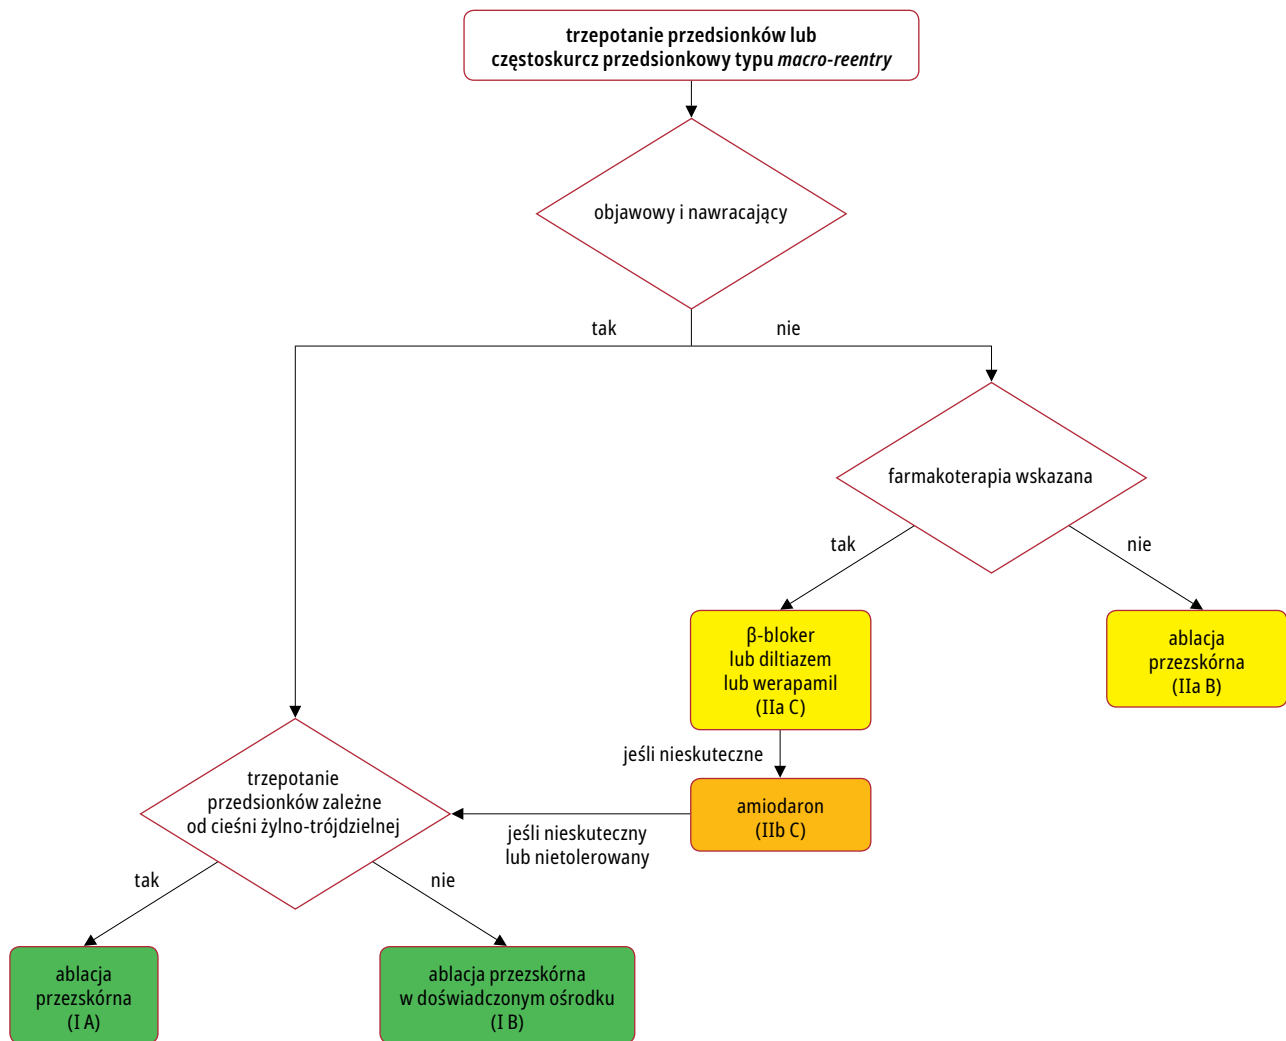 trzepotanie przedsionków lub
częstoskurcz przedsionkowy typu macro-reentry
objawowy i nawracający
tak
nie
farmakoterapia wskazana
tak
nie
β-bloker
lub diltiazem
lub werapamil
(IIa C)
ablacja
przezskórna
(IIa B)
jeśli nieskuteczne
amiodaron
(IIb C)
jeśli nieskuteczny
lub nietolerowany
trzepotanie
przedsionków zależne
od cieśni żylno-trójdzielnej
tak
nie
ablacja
przezskórna
(I A)
ablacja przezskórna
w doświadczonym ośrodku
(I B)